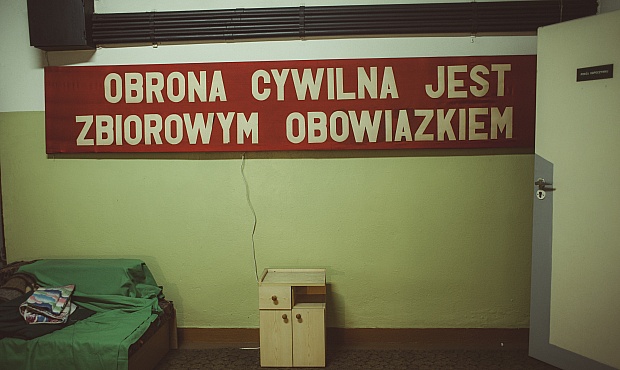 OBRONA CYWILNA JEST
ZBIOROWYM OBOWIAZKIEM